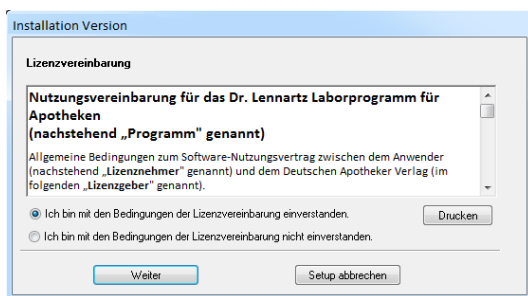 Installation Version
Lizenzvereinbarung
Nutzungsvereinbarung für das Dr. Lennartz Laborprogramm für
Apotheken
(nachstehend „Programm" genannt)
Allgemeine Bedingungen zum Software-Nutzungsvertrag zwischen dem Anwender
(nachstehend „Lizenznehmer" genannt) und dem Deutschen Apotheker Verlag (im
folgenden „Lizenzgeber" genannt).
Ich bin mit den Bedingungen der Lizenzvereinbarung einverstanden.
Drucken
Ich bin mit den Bedingungen der Lizenzvereinbarung nicht einverstanden.
Weiter
Setup abbrechen